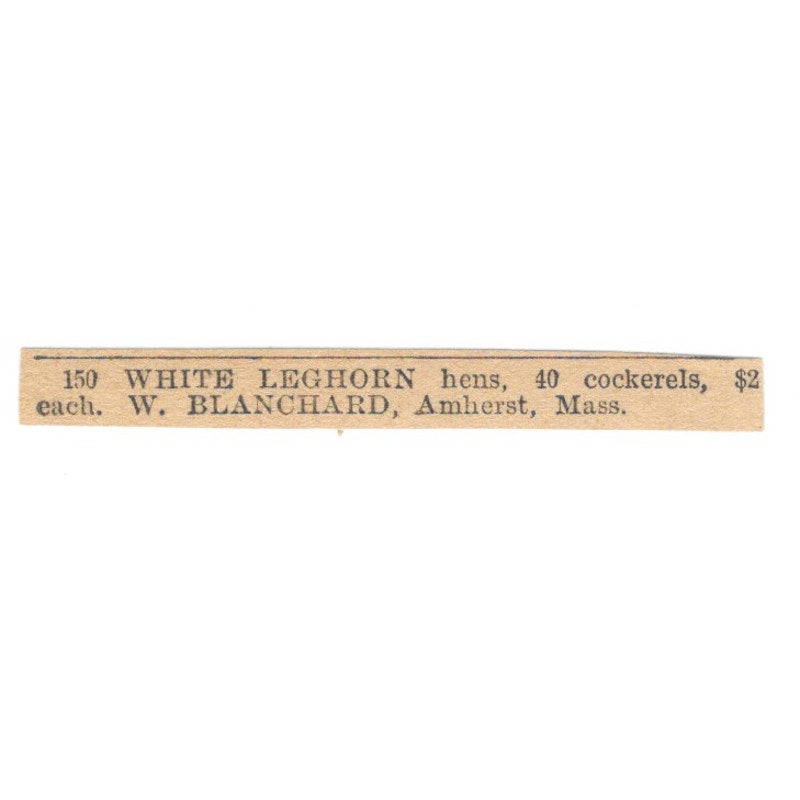 150 WHITE LEGHORN hens, 40 cockerels, $2
each. W. BLANCHARD, Amherst, Mass.